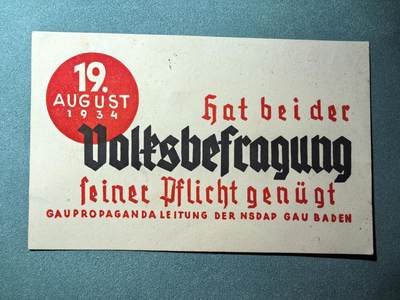 19.
AUGUST
1934
Hat bei der
Volksbefragung
seiner Pflicht genügt
GAUPROPAGANDALEITUNG DER NSDAP GAU BADEN